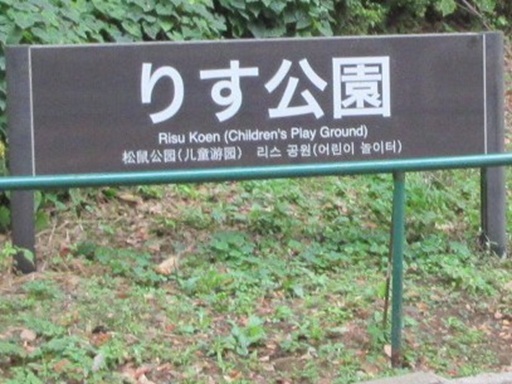 りす公園
Risu Koen (Children's Play Ground)
松鼠公园(儿童游园) 리스 공원(어린이 놀이터)